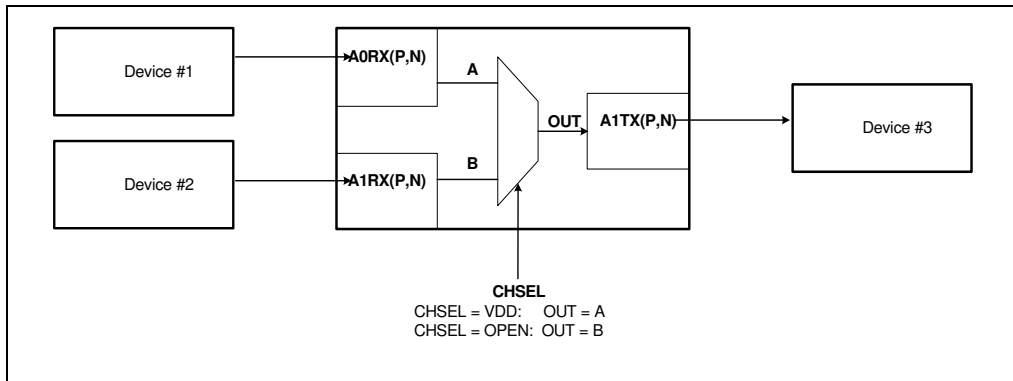 Device #1
A0RX(P,N)
A
OUT
A1TX(P,N)
Device #3
B
Device #2
A1RX(P,N)
CHSEL
CHSEL = VDD: OUT = A
CHSEL = OPEN: OUT = B